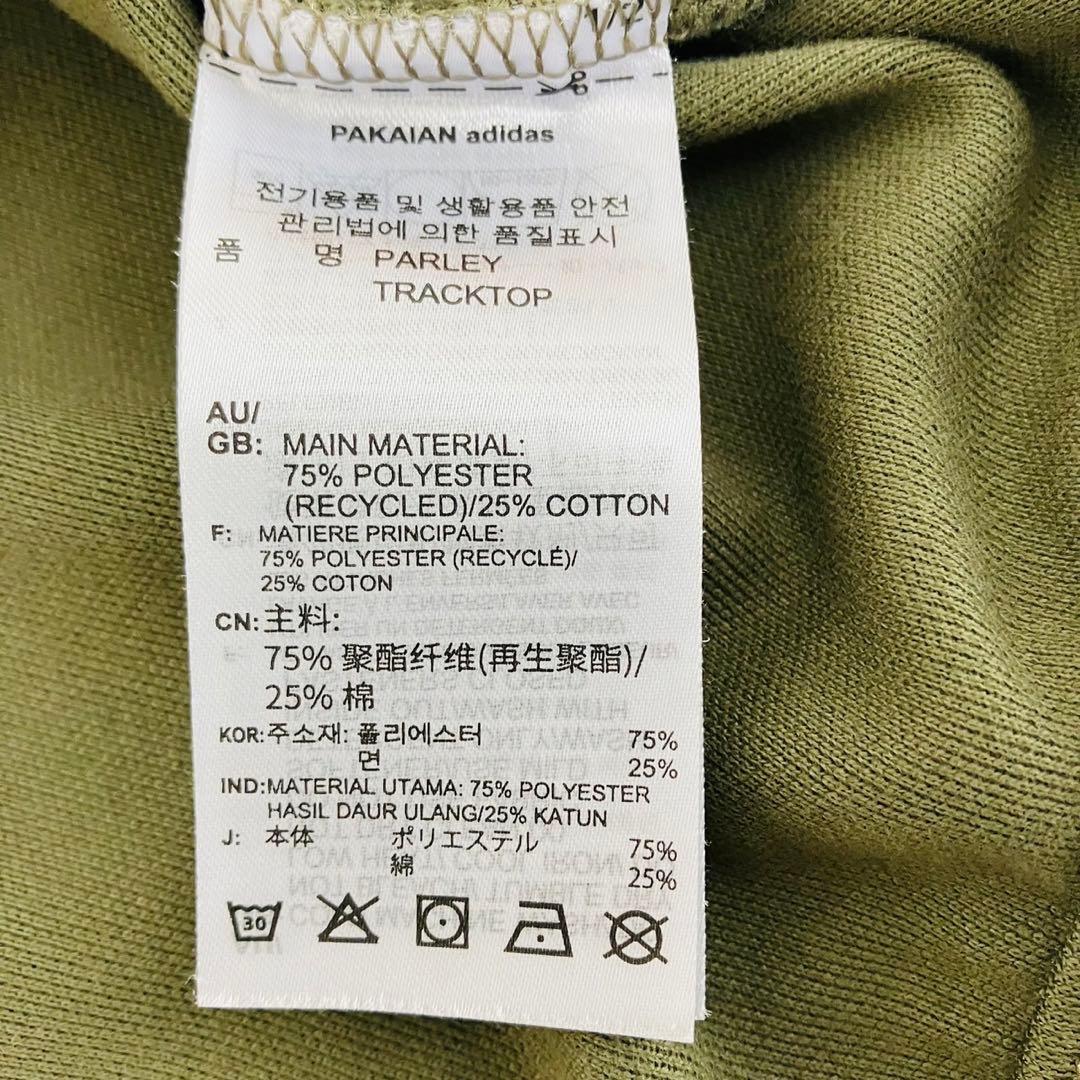 1/2
PAKAIAN adidas
전기용품 및 생활용품 안전
관리법에 의한 품질표시
품 명 PARLEY
TRACKTOP
AU/
GB: MAIN MATERIAL:
75% POLYESTER
(RECYCLED)/25% COTTON
F: MATIERE PRINCIPALE:
75% POLYESTER (RECYCLÉ)/
25% COTON
CN: 主料:
75% 聚酯纤维(再生聚酯)/
25% 棉
KOR: 주소재: 폴리에스터 75%
면 25%
IND: MATERIAL UTAMA: 75% POLYESTER
HASIL DAUR ULANG/25% KATUN
J: 本体 ポリエステル 75%
綿 25%
30